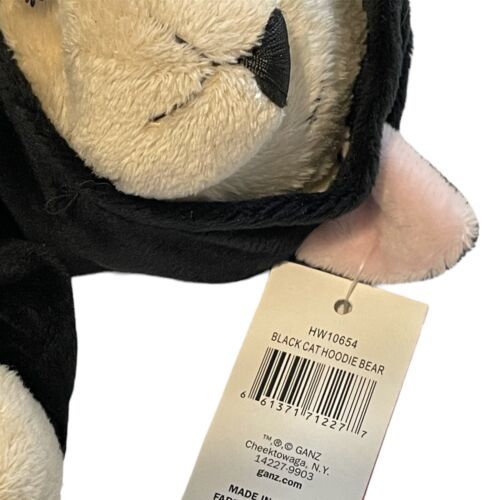 HW10654
BLACK CAT HOODIE BEAR
6 61371 71227 7
™,®,© GANZ
Cheektowaga, N.Y.
14227-9903
ganz.com
MADE IN